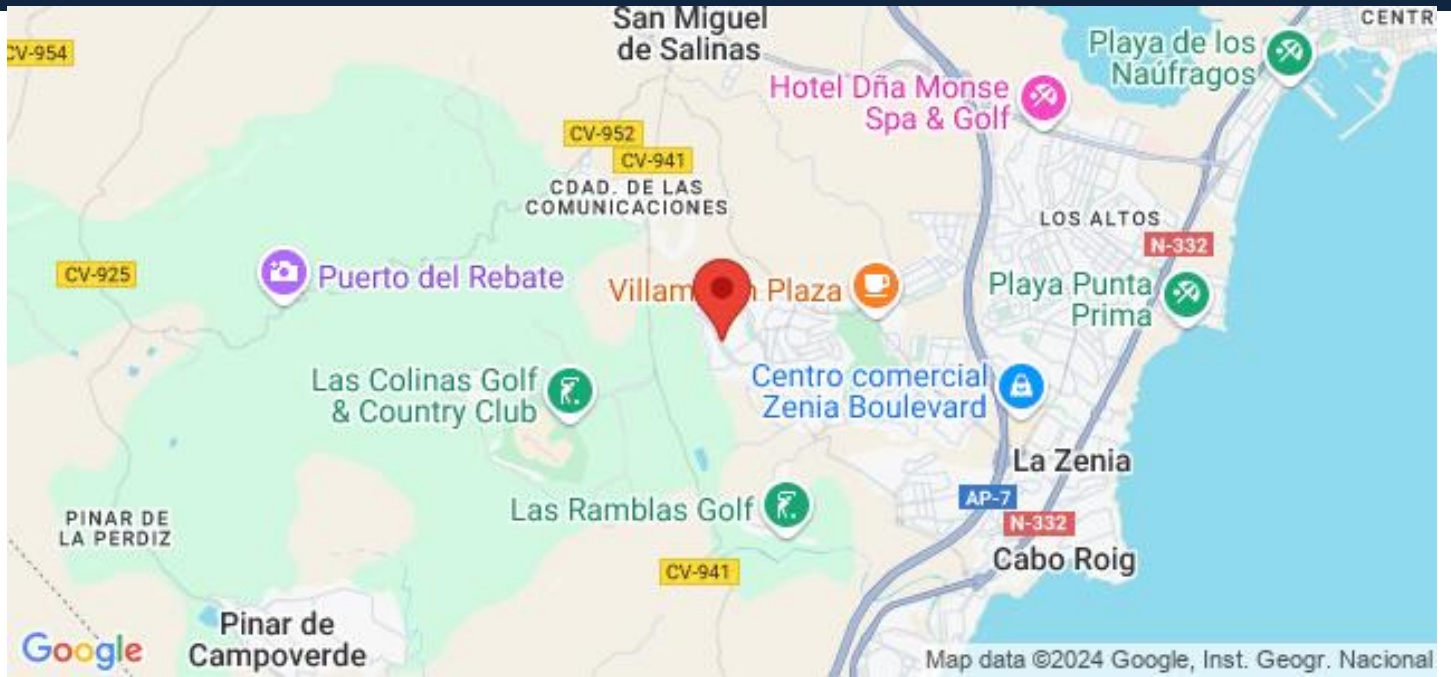 San Miguel
de Salinas
CENTR
CV-954
Playa de los
Naúfragos
Hotel Dña Monse
Spa & Golf
CV-952
CV-941
CDAD. DE LAS
COMUNICACIONES
LOS ALTOS
N-332
CV-925
Puerto del Rebate
Villam n Plaza
Playa Punta
Prima
Las Colinas Golf
& Country Club
Centro comercial
Zenia Boulevard
La Zenia
Las Ramblas Golf
AP-7
N-332
PINAR DE
LA PERDIZ
Cabo Roig
CV-941
Pinar de
Campoverde
Google
Map data ©2024 Google, Inst. Geogr. Nacional